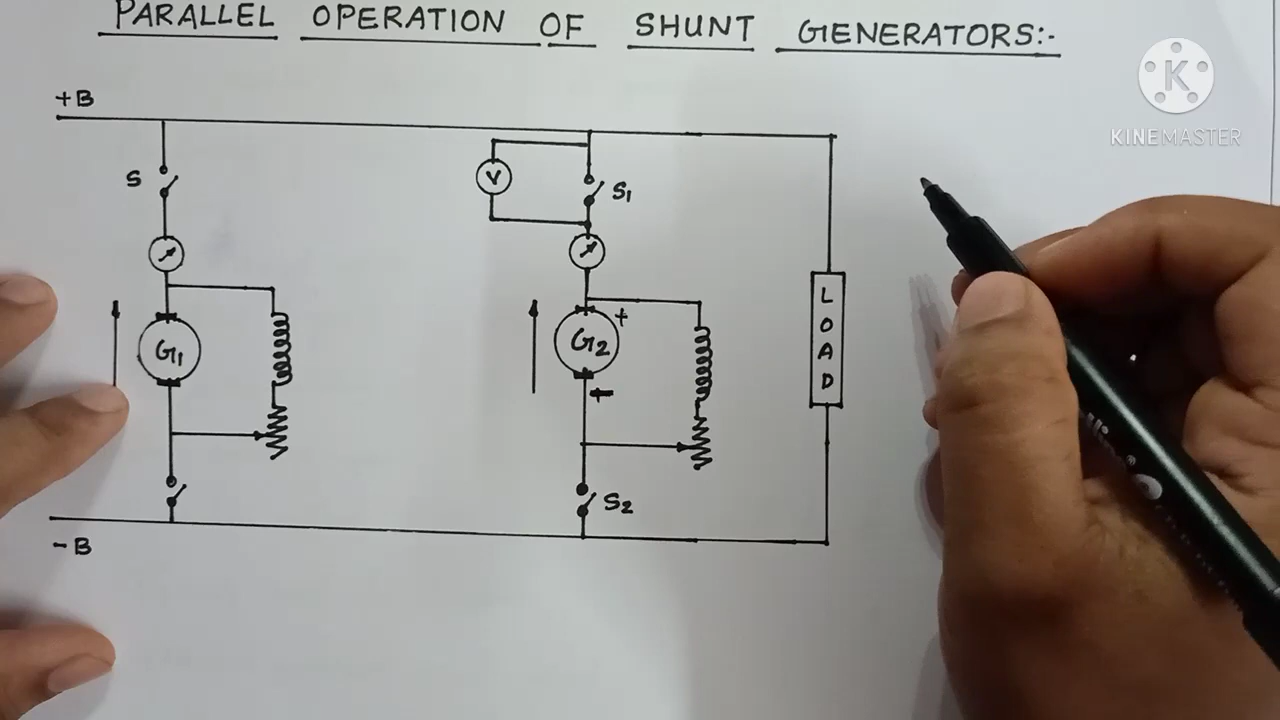 PARALLEL OPERATION OF SHUNT GENERATORS:-
+B
K
KINEMASTER
S
V
S1
G1
G2
+
LOAD
S2
-B